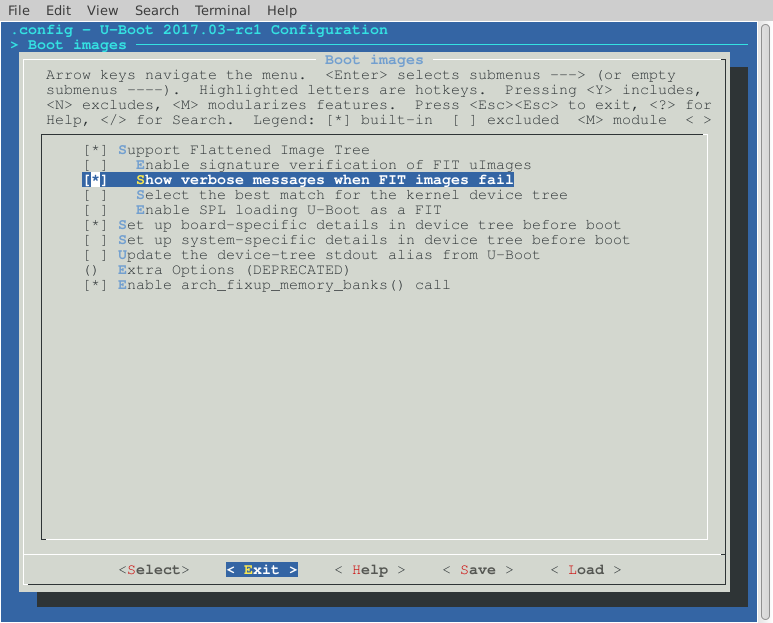 File Edit View Search Terminal Help
.config - U-Boot 2017.03-rc1 Configuration
> Boot images
Boot images
Arrow keys navigate the menu.  <Enter> selects submenus ---> (or empty
submenus ----).  Highlighted letters are hotkeys.  Pressing <Y> includes,
<N> excludes, <M> modularizes features.  Press <Esc><Esc> to exit, <?> for
Help, </> for Search.  Legend: [*] built-in  [ ] excluded  <M> module  < >
[*] Support Flattened Image Tree
[ ]   Enable signature verification of FIT uImages
[*]   Show verbose messages when FIT images fail
[ ]   Select the best match for the kernel device tree
[ ]   Enable SPL loading U-Boot as a FIT
[*] Set up board-specific details in device tree before boot
[ ] Set up system-specific details in device tree before boot
[ ] Update the device-tree stdout alias from U-Boot
()  Extra Options (DEPRECATED)
[*] Enable arch_fixup_memory_banks() call
<Select> < Exit > < Help > < Save > < Load >